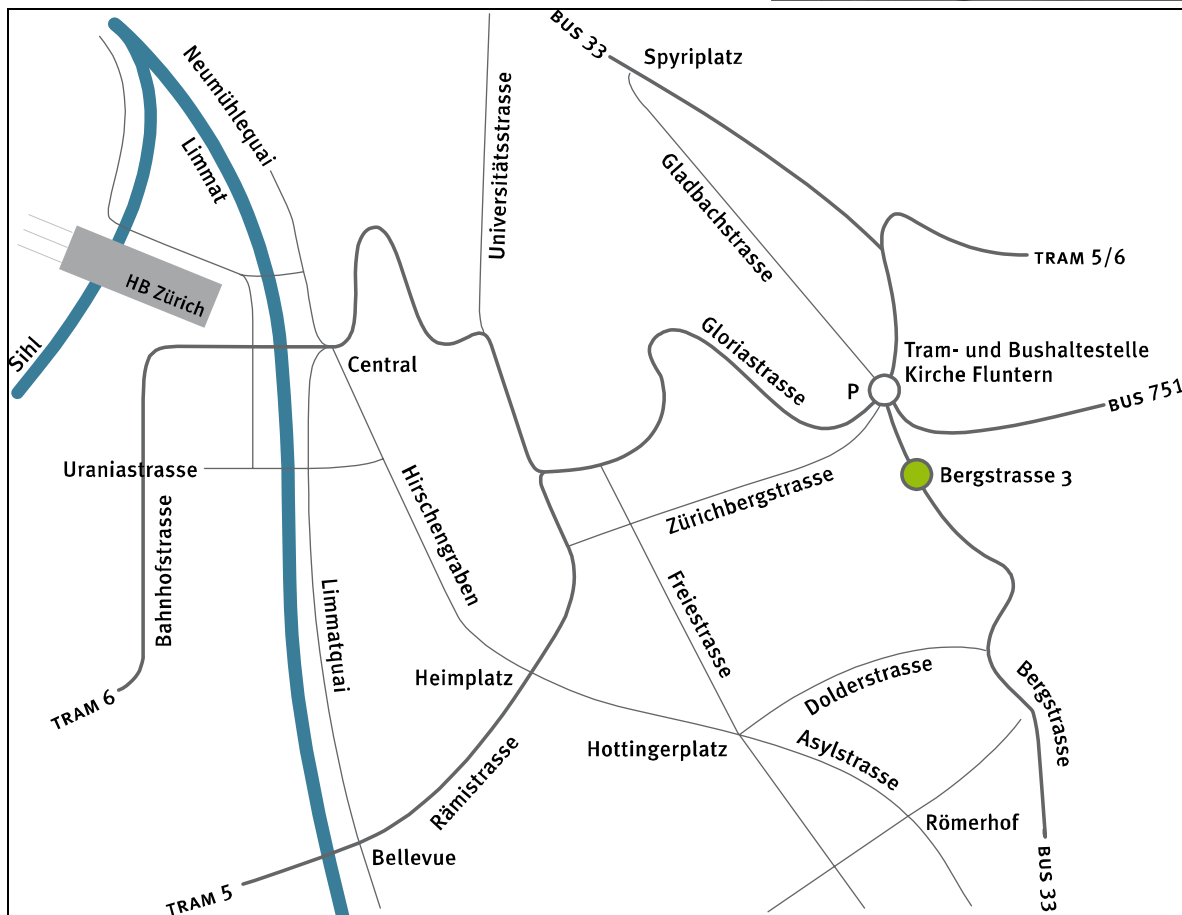 BUS 33
Spyriplatz
Neumühlequai
Limmat
Universitätsstrasse
Gladbachstrasse
TRAM 5/6
HB Zürich
Sihl
Central
Gloriastrasse
Tram- und Bushaltestelle
Kirche Fluntern
P
BUS 751
Uraniastrasse
Bergstrasse 3
Hirschengraben
Zürichbergstrasse
Bahnhofstrasse
Limmatquai
Freiestrasse
Heimplatz
Dolderstrasse
Bergstrasse
TRAM 6
Hottingerplatz
Asylstrasse
Rämistrasse
Römerhof
Bellevue
TRAM 5
BUS 33